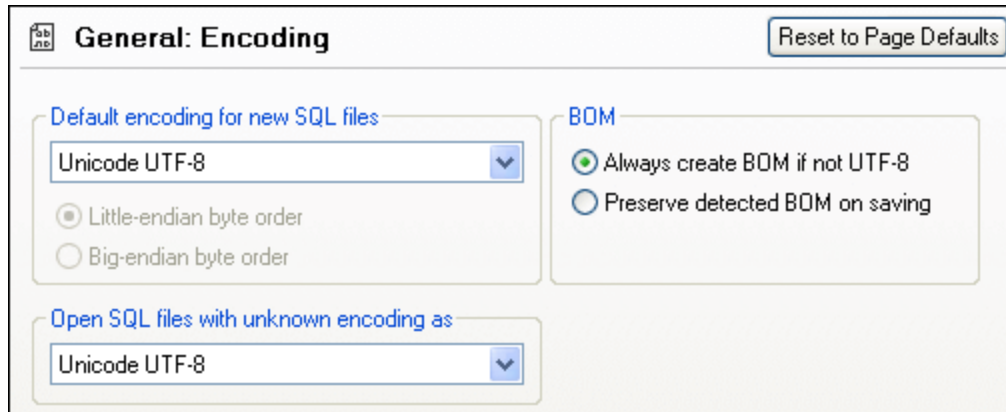 General: Encoding
Reset to Page Defaults
Default encoding for new SQL files
Unicode UTF-8
Little-endian byte order
Big-endian byte order
BOM
Always create BOM if not UTF-8
Preserve detected BOM on saving
Open SQL files with unknown encoding as
Unicode UTF-8